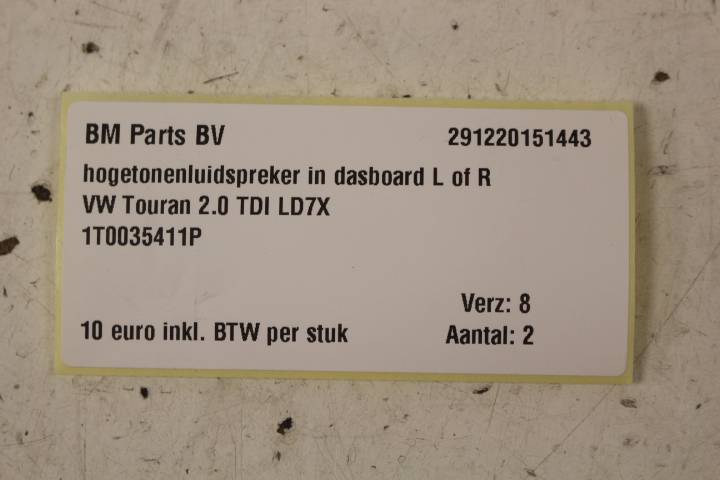 BM Parts BV 291220151443
hogetonenluidspreker in dasboard L of R
VW Touran 2.0 TDI LD7X
1T0035411P
Verz: 8
10 euro inkl. BTW per stuk Aantal: 2